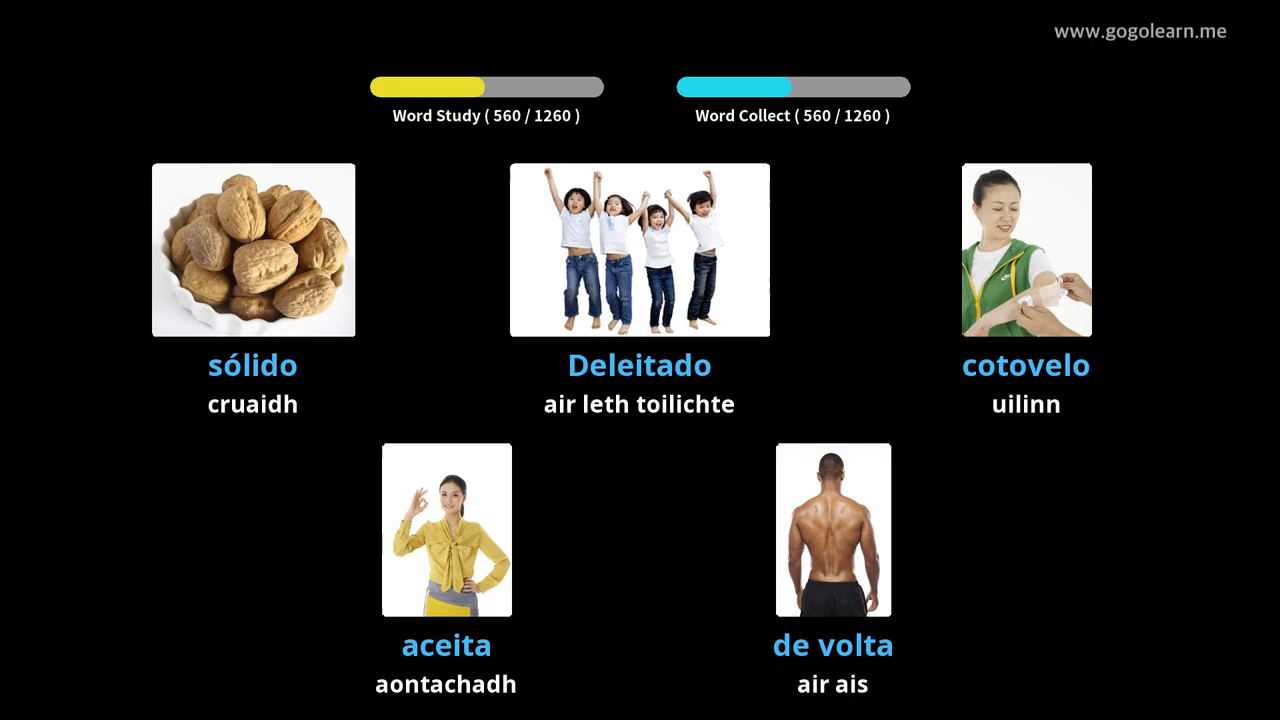 www.gogolearn.me
Word Study ( 560 / 1260 )
Word Collect ( 560 / 1260 )
sólido
cruaidh
Deleitado
air leth toilichte
cotovelo
uilinn
aceita
aontachadh
de volta
air ais